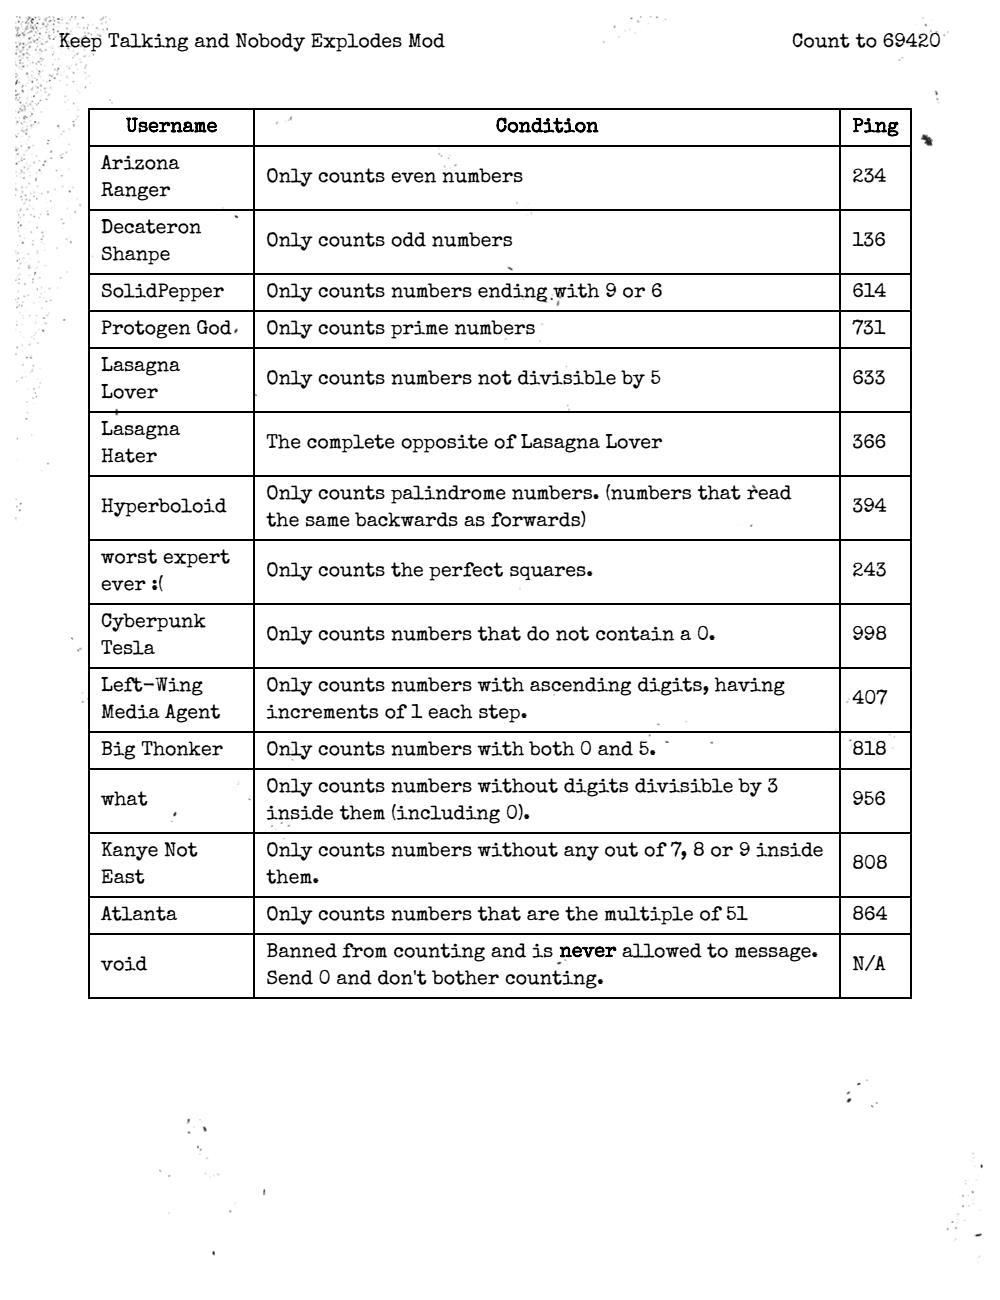 Keep Talking and Nobody Explodes Mod
Count to 69420
Username
Condition
Ping
Arizona
Ranger
Only counts even numbers
234
Decateron
Shanpe
Only counts odd numbers
136
SolidPepper
Only counts numbers ending with 9 or 6
614
Protogen God
Only counts prime numbers
731
Lasagna
Lover
Only counts numbers not divisible by 5
633
Lasagna
Hater
The complete opposite of Lasagna Lover
366
Hyperboloid
Only counts palindrome numbers. (numbers that read
the same backwards as forwards)
394
worst expert
ever :(
Only counts the perfect squares.
243
Cyberpunk
Tesla
Only counts numbers that do not contain a 0.
998
Left-Wing
Media Agent
Only counts numbers with ascending digits, having
increments of 1 each step.
407
Big Thonker
Only counts numbers with both 0 and 5.
818
what
Only counts numbers without digits divisible by 3
inside them (including 0).
956
Kanye Not
East
Only counts numbers without any out of 7, 8 or 9 inside
them.
808
Atlanta
Only counts numbers that are the multiple of 51
864
void
Banned from counting and is never allowed to message.
Send 0 and don't bother counting.
N/A